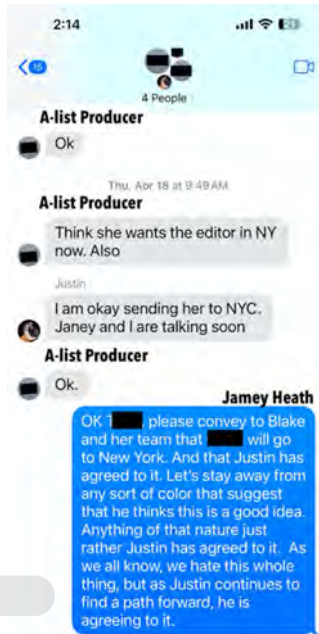 2:14
15
4 People
A-list Producer
Ok
Thu, Apr 18 at 9:49 AM
A-list Producer
Think she wants the editor in NY
now. Also
Justin
I am okay sending her to NYC.
Janey and I are talking soon
A-list Producer
Ok.
Jamey Heath
OK T , please convey to Blake
and her team that will go
to New York. And that Justin has
agreed to it. Let's stay away from
any sort of color that suggest
that he thinks this is a good idea.
Anything of that nature just
rather Justin has agreed to it. As
we all know, we hate this whole
thing, but as Justin continues to
find a path forward, he is
agreeing to it.